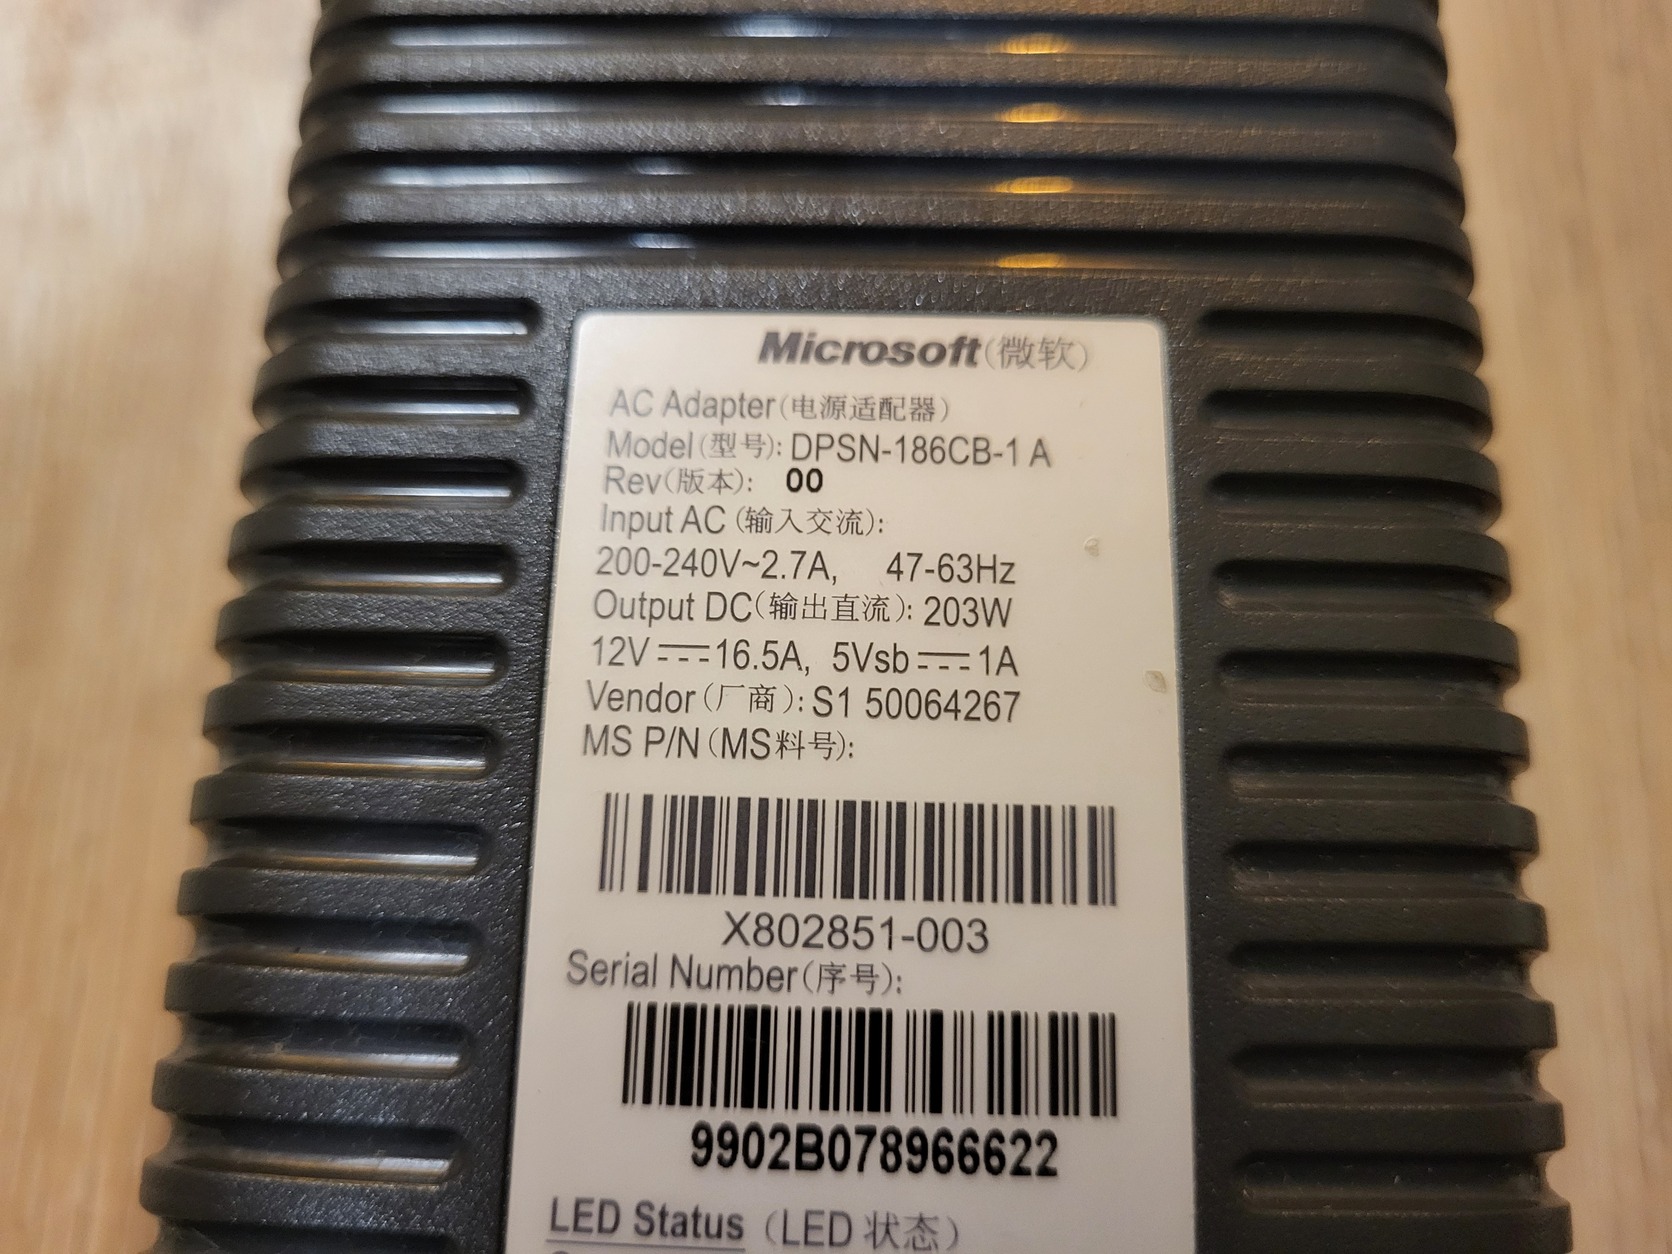 Microsoft(微软)
AC Adapter(电源适配器)
Model(型号): DPSN-186CB-1 A
Rev(版本): 00
Input AC (输入交流):
200-240V~2.7A, 47-63Hz
Output DC(输出直流): 203W
12V⎓16.5A, 5Vsb⎓1A
Vendor(厂商): S1 50064267
MS P/N(MS料号):
X802851-003
Serial Number(序号):
9902B078966622
LED Status (LED 状态)